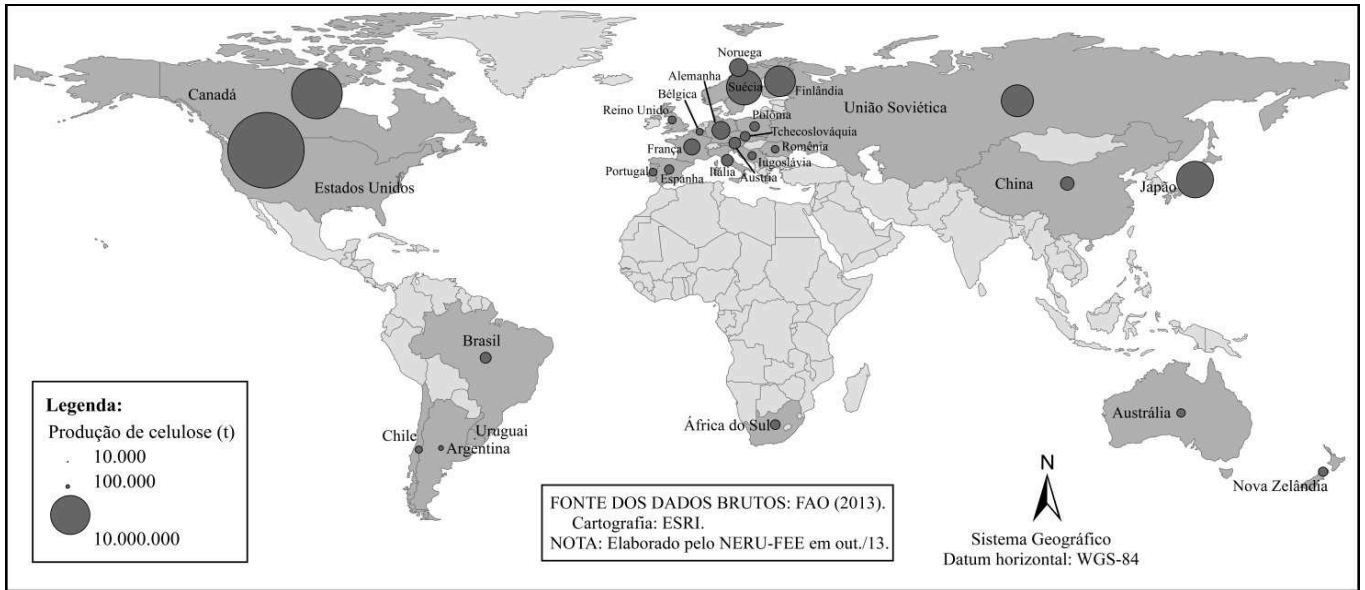 Noruega
Canadá
Alemanha
Suécia
Finlândia
Bélgica
União Soviética
Reino Unido
Polônia
Tchecoslováquia
França
Romênia
Iugoslávia
Portugal
Espanha
Itália
Áustria
Estados Unidos
China
Japão
Brasil
Legenda:
Produção de celulose (t)
10.000
100.000
10.000.000
Chile
Uruguai
Argentina
África do Sul
Austrália
Nova Zelândia
FONTE DOS DADOS BRUTOS: FAO (2013).
Cartografia: ESRI.
NOTA: Elaborado pelo NERU-FEE em out./13.
N
Sistema Geográfico
Datum horizontal: WGS-84